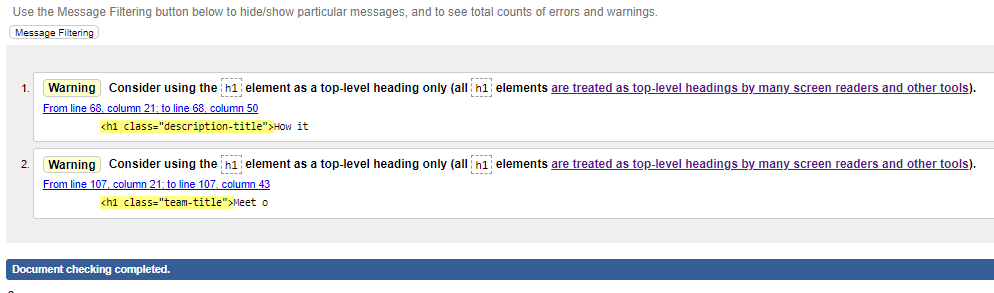 Use the Message Filtering button below to hide/show particular messages, and to see total counts of errors and warnings.
Message Filtering
1. Warning Consider using the h1 element as a top-level heading only (all h1 elements are treated as top-level headings by many screen readers and other tools).
From line 68, column 21; to line 68, column 50
<h1 class="description-title">How it
2. Warning Consider using the h1 element as a top-level heading only (all h1 elements are treated as top-level headings by many screen readers and other tools).
From line 107, column 21; to line 107, column 43
<h1 class="team-title">Meet o
Document checking completed.